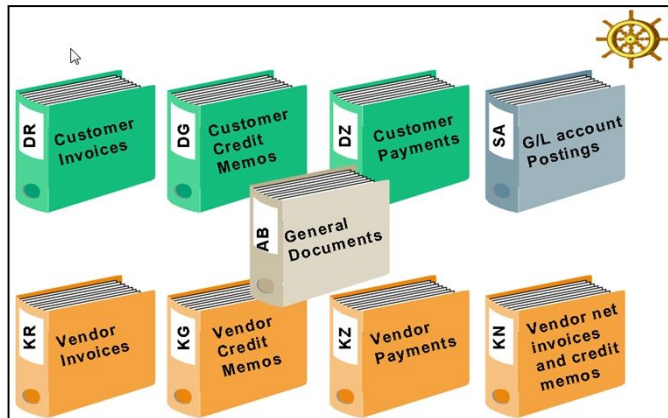 DR
Customer
Invoices
DG
Customer
Credit
Memos
DZ
Customer
Payments
SA
G/L account
Postings
AB
General
Documents
KR
Vendor
Invoices
KG
Vendor
Credit
Memos
KZ
Vendor
Payments
KN
Vendor net
invoices
and credit
memos